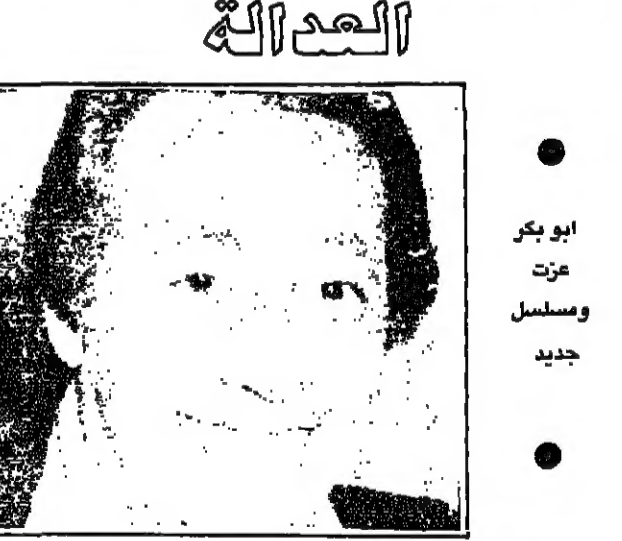 العدالة
ابو بكر
عزت
ومسلسل
جديد